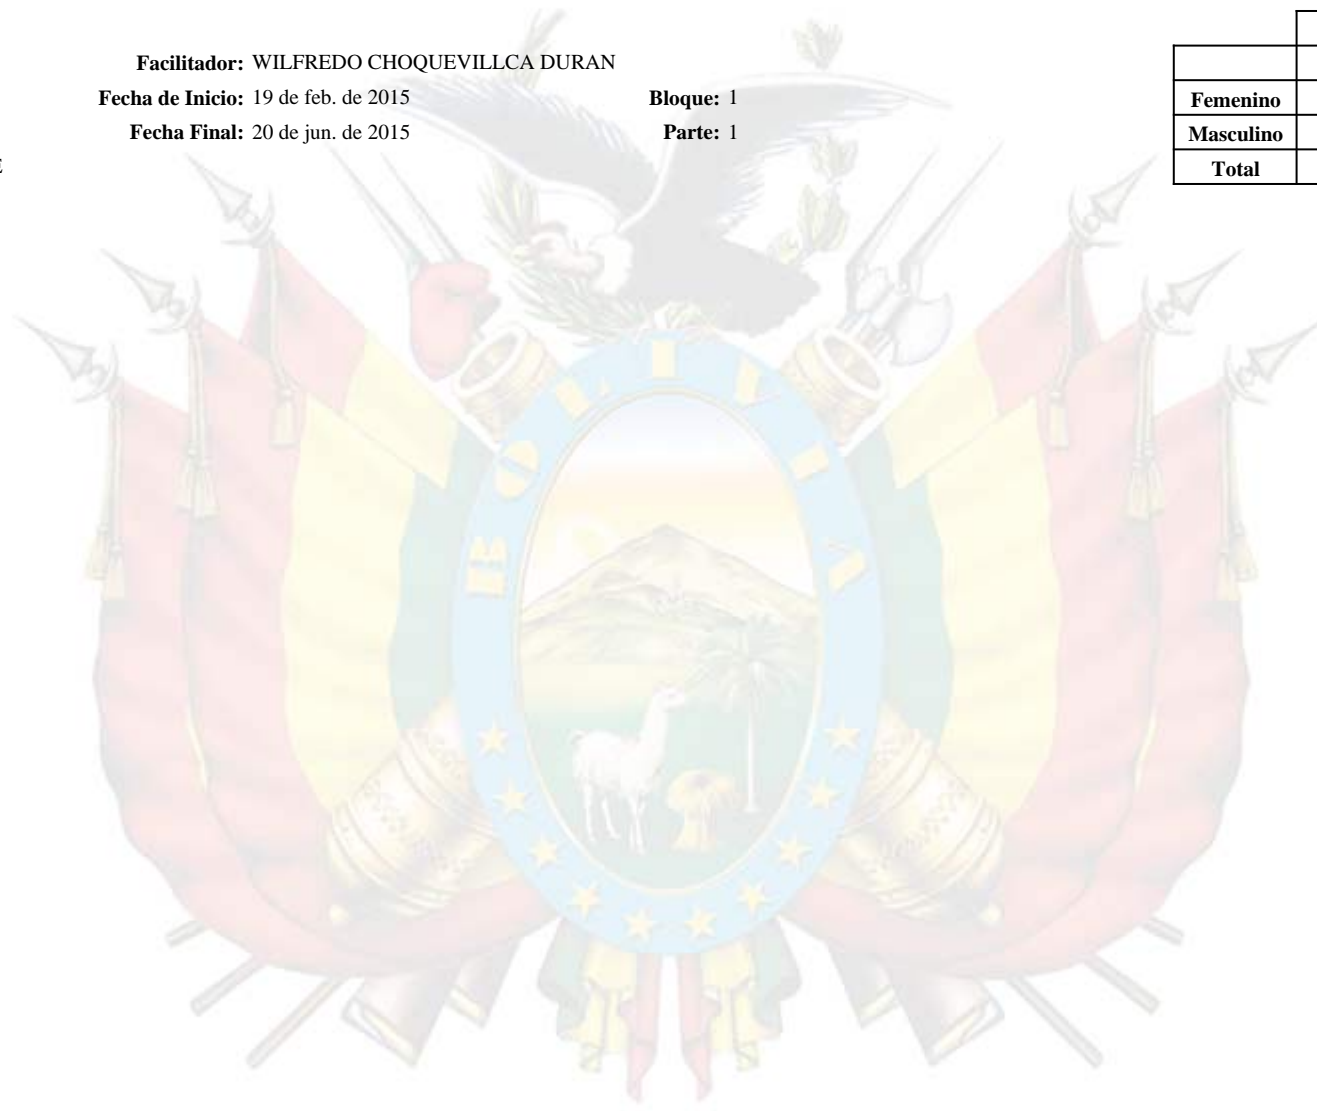 Facilitador: WILFREDO CHOQUEVILLCA DURAN
Fecha de Inicio: 19 de feb. de 2015 Bloque: 1
Fecha Final: 20 de jun. de 2015 Parte: 1
Femenino
Masculino
Total
BOLIVIA